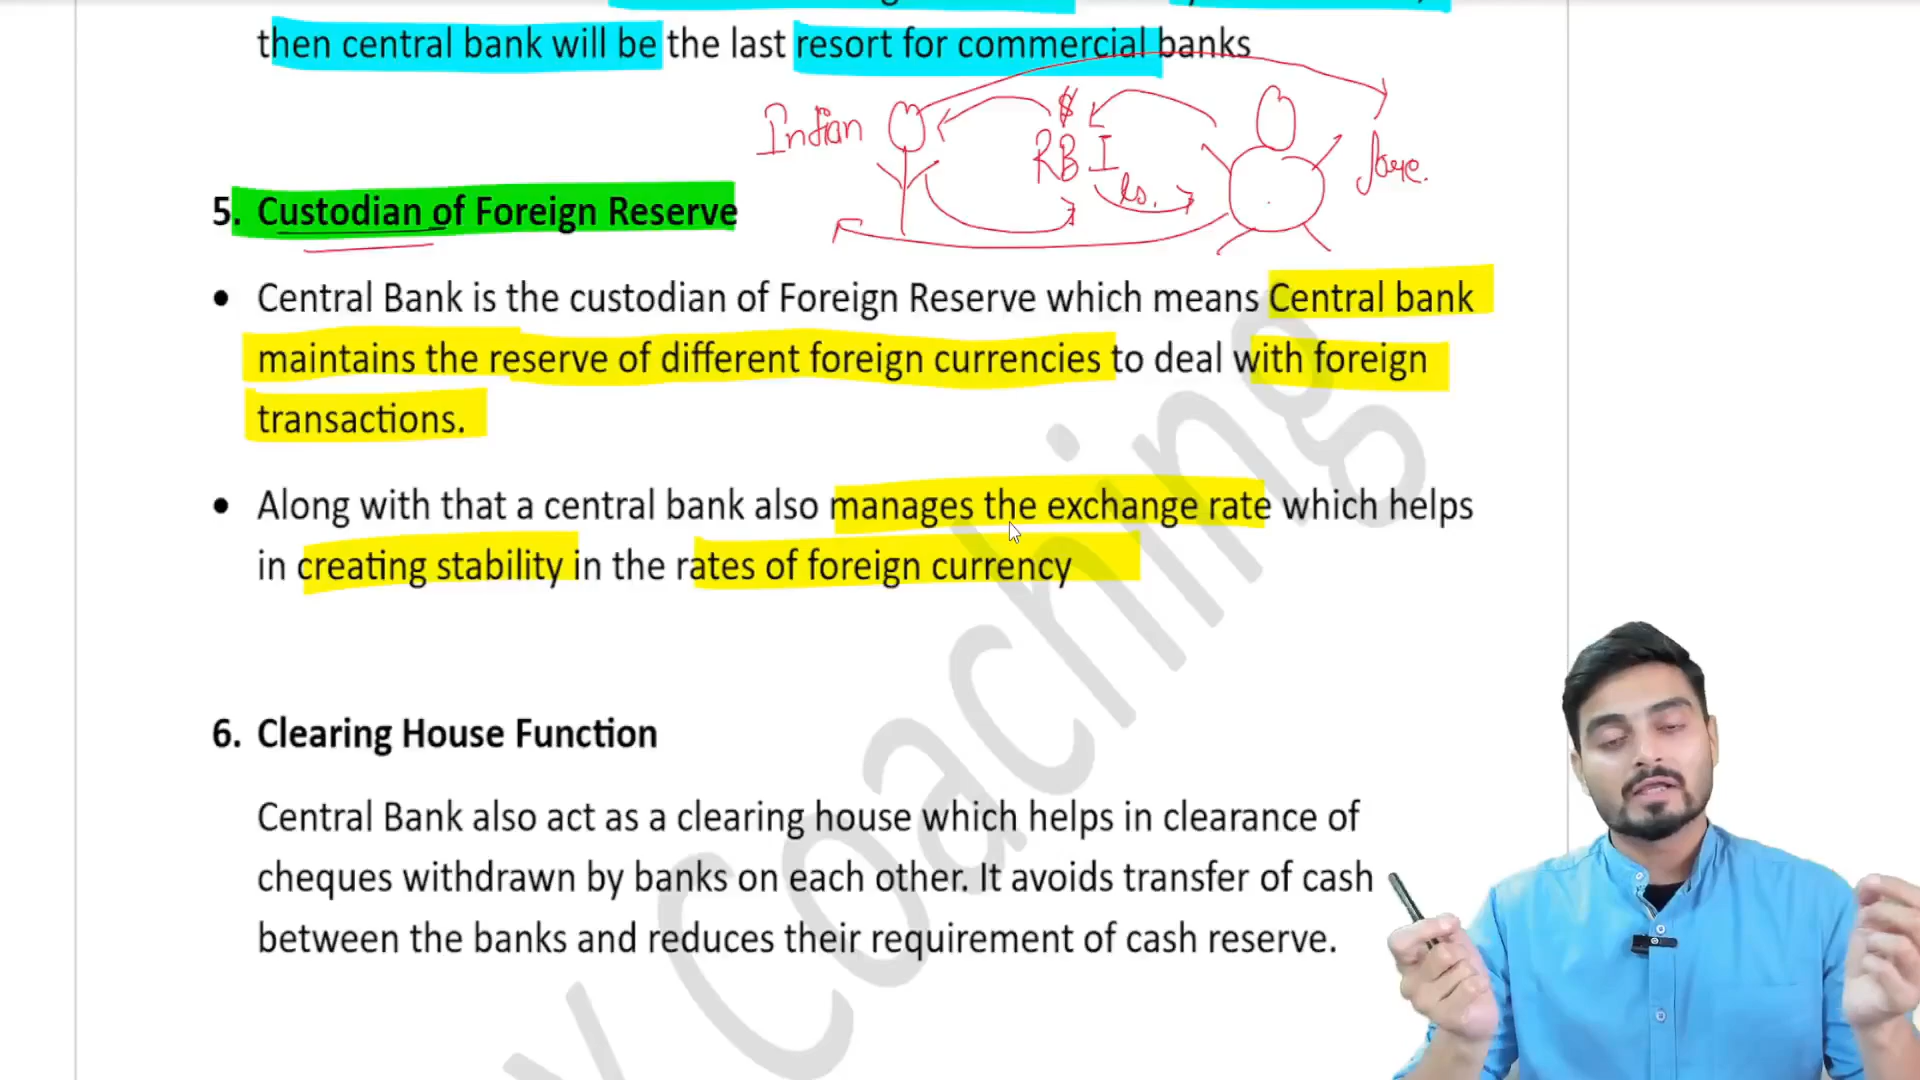 then central bank will be the last resort for commercial banks
Indian
$
RBI
Rs.
5. Custodian of Foreign Reserve
• Central Bank is the custodian of Foreign Reserve which means Central bank
maintains the reserve of different foreign currencies to deal with foreign
transactions.
• Along with that a central bank also manages the exchange rate which helps
in creating stability in the rates of foreign currency
6. Clearing House Function
Central Bank also act as a clearing house which helps in clearance of
cheques withdrawn by banks on each other. It avoids transfer of cash
between the banks and reduces their requirement of cash reserve.
Coaching